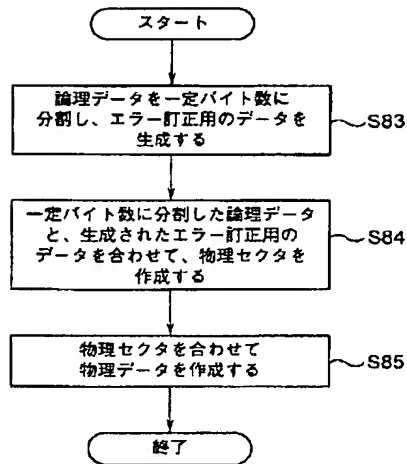 スタート
論理データを一定バイト数に
分割し、エラー訂正用のデータを
生成する
S83
一定バイト数に分割した論理データ
と、生成されたエラー訂正用の
データを合わせて、物理セクタを
作成する
S84
物理セクタを合わせて
物理データを作成する
S85
終了